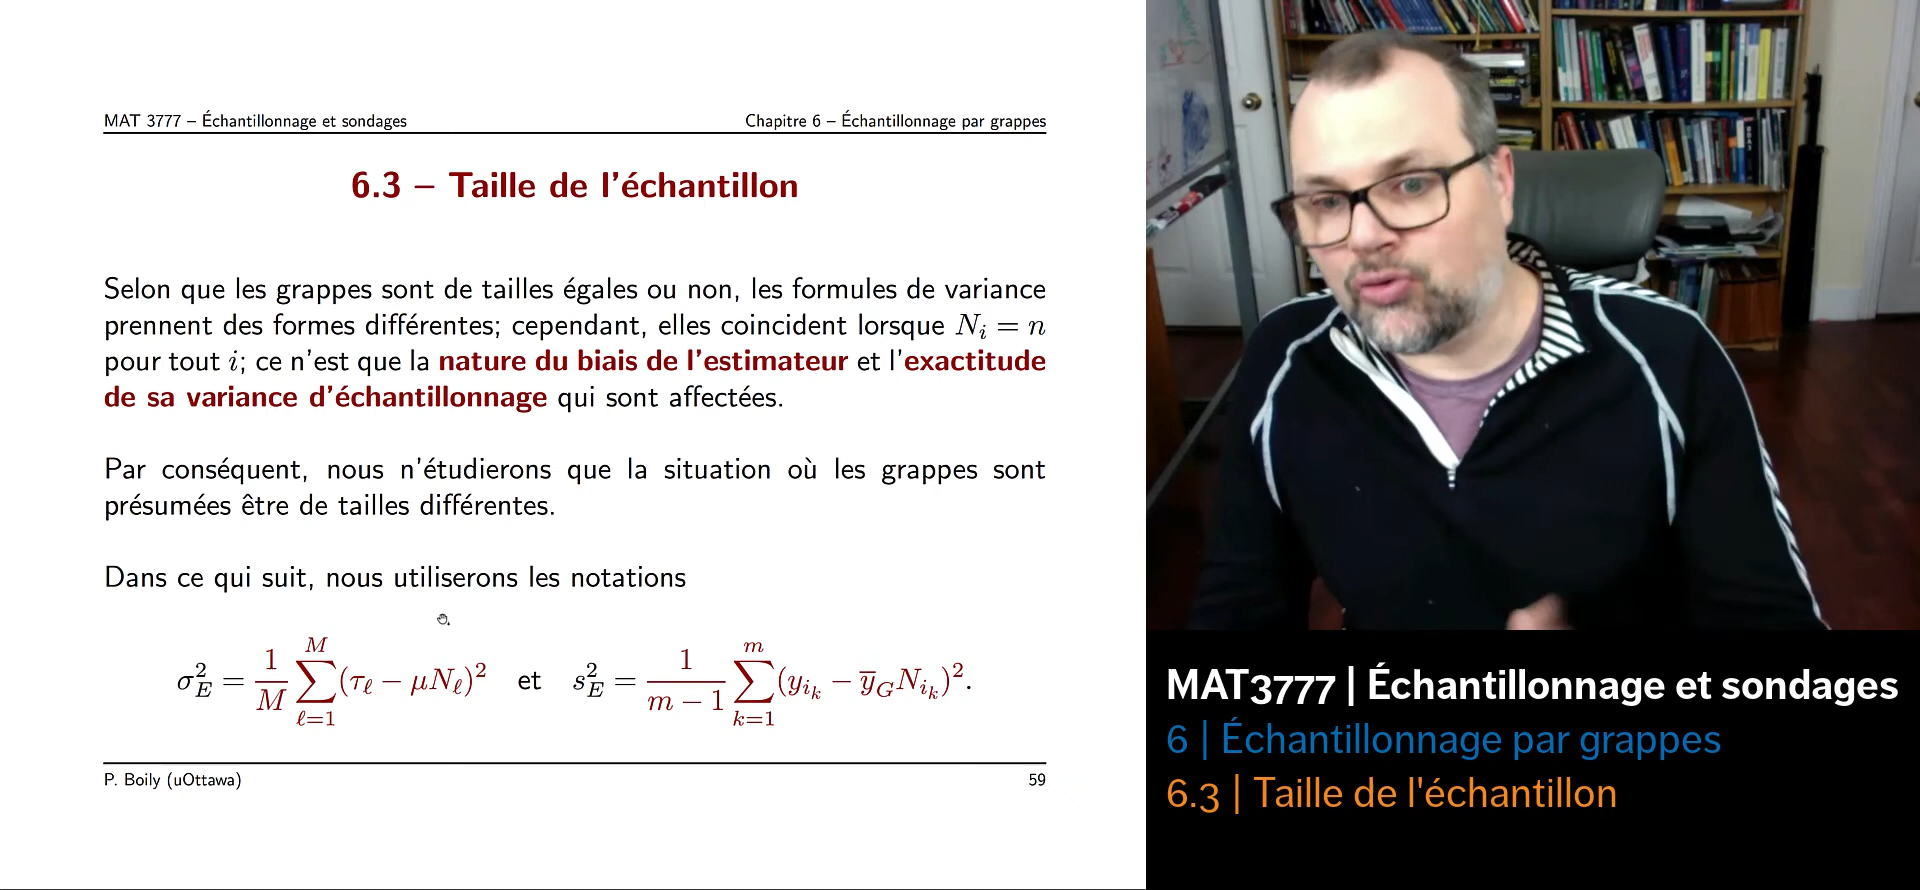 MAT 3777 – Échantillonnage et sondages
Chapitre 6 – Échantillonnage par grappes
6.3 – Taille de l'échantillon
Selon que les grappes sont de tailles égales ou non, les formules de variance
prennent des formes différentes; cependant, elles coincident lorsque N_i = n
pour tout i; ce n'est que la nature du biais de l'estimateur et l'exactitude
de sa variance d'échantillonnage qui sont affectées.
Par conséquent, nous n'étudierons que la situation où les grappes sont
présumées être de tailles différentes.
Dans ce qui suit, nous utiliserons les notations
σ_E^2 = \frac{1}{M} \sum_{ℓ=1}^{M} (τ_ℓ − μN_ℓ)^2 et s_E^2 = \frac{1}{m − 1} \sum_{k=1}^{m} (y_{i_k} − \overline{y}_G N_{i_k})^2.
P. Boily (uOttawa)
59
MAT3777 | Échantillonnage et sondages
6 | Échantillonnage par grappes
6.3 | Taille de l'échantillon